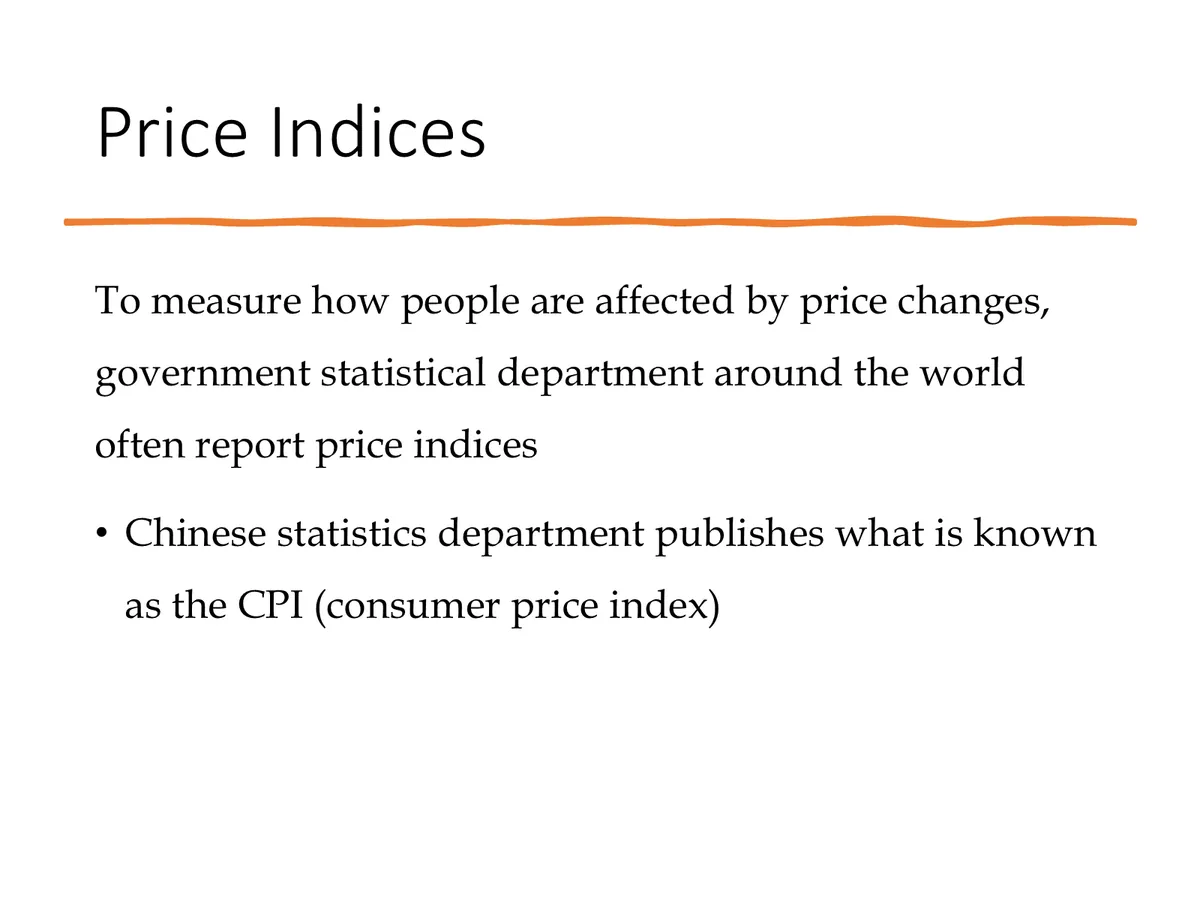 Price Indices
To measure how people are affected by price changes,
government statistical department around the world
often report price indices
• Chinese statistics department publishes what is known
as the CPI (consumer price index)